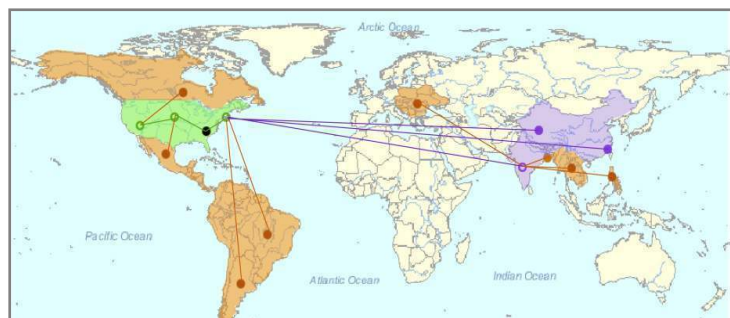 Arctic Ocean
Pacific Ocean
Atlantic Ocean
Indian Ocean